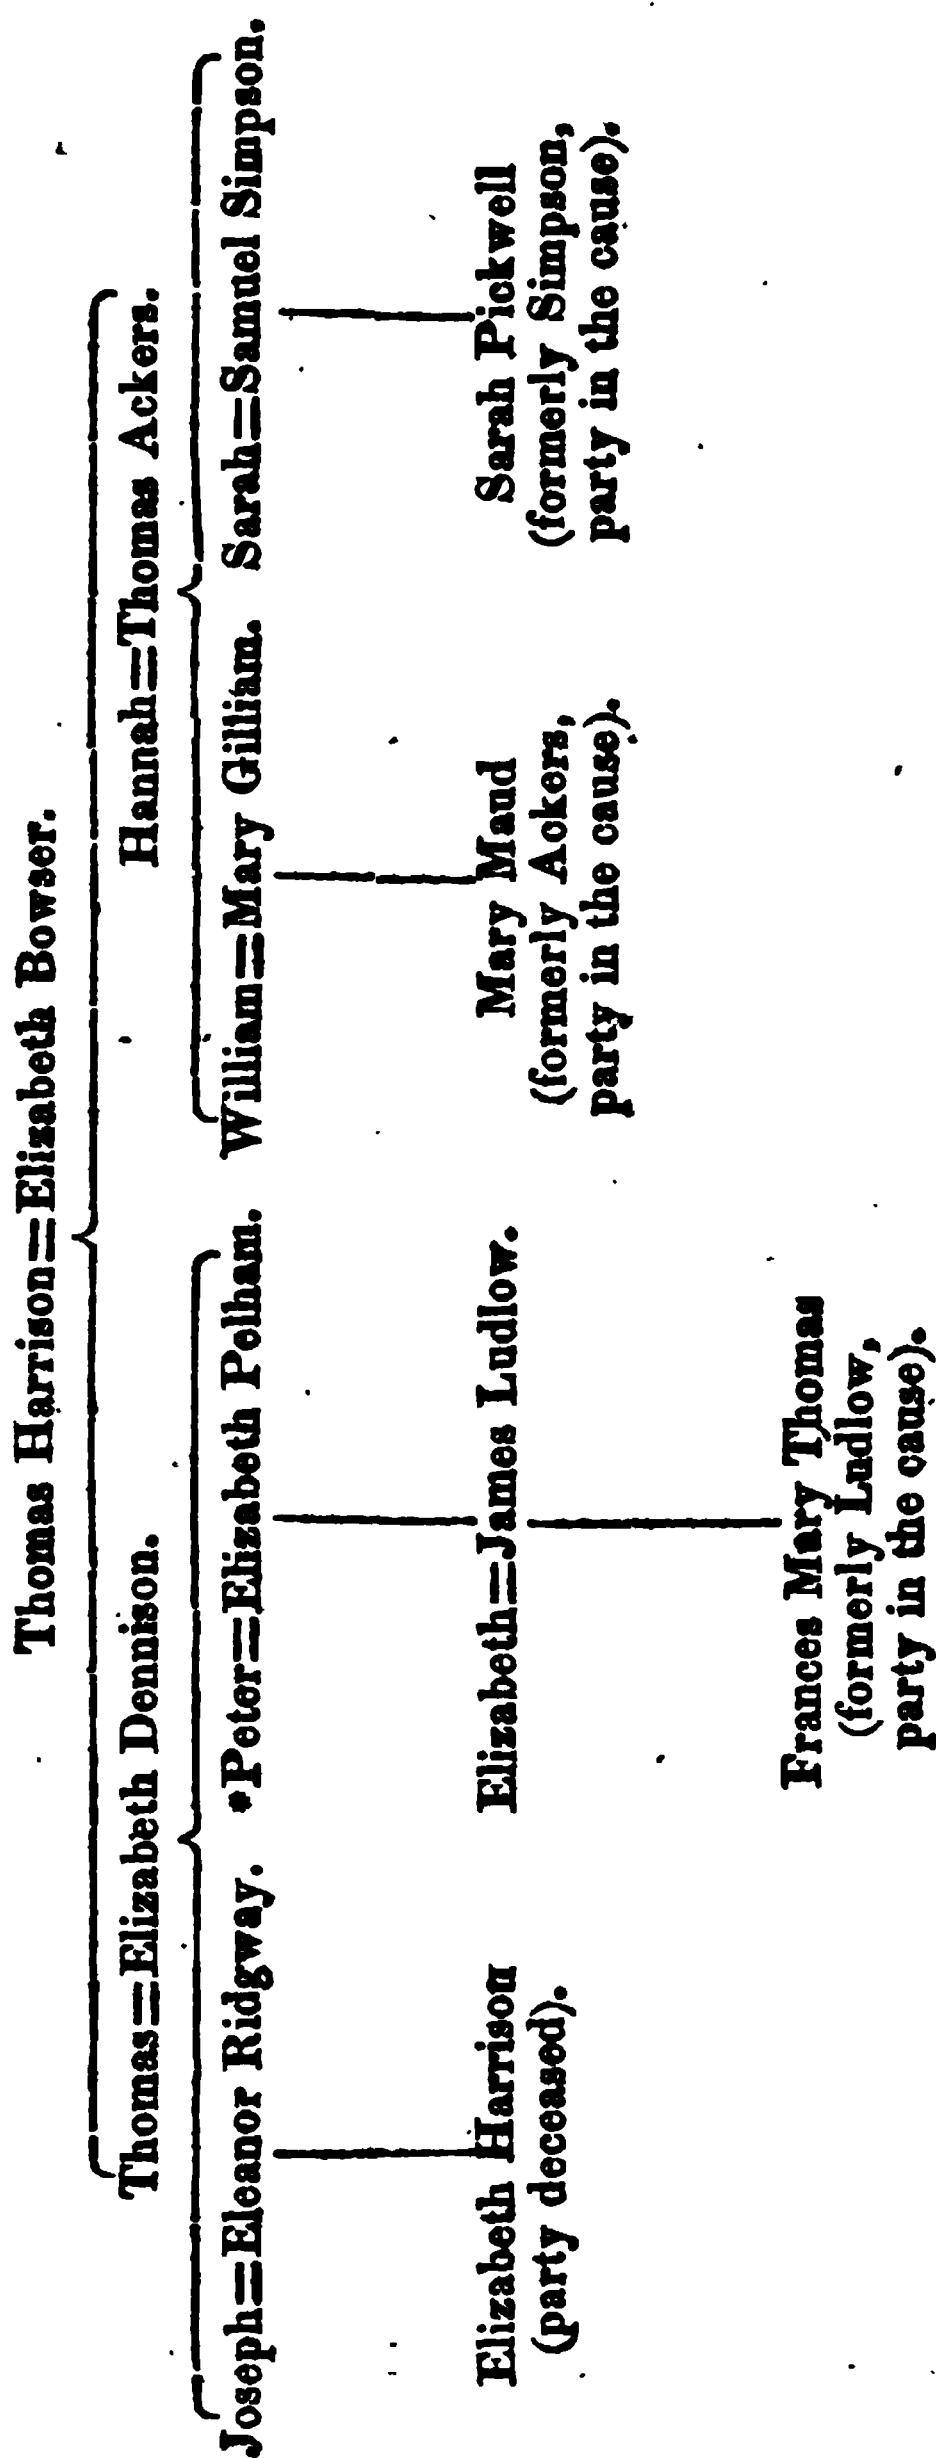 Thomas Harrison=Elizabeth Bowser.
Thomas=Elizabeth Dennison.
Hannah=Thomas Ackers.
Joseph=Eleanor Ridgway.
*Peter=Elizabeth Pelham.
William=Mary Gilliam.
Sarah=Samuel Simpson.
Elizabeth Harrison
(party deceased).
Elizabeth=James Ludlow.
Mary Maud
(formerly Ackers,
party in the cause).
Sarah Pickwell
(formerly Simpson,
party in the cause).
Frances Mary Thomas
(formerly Ludlow,
party in the cause).